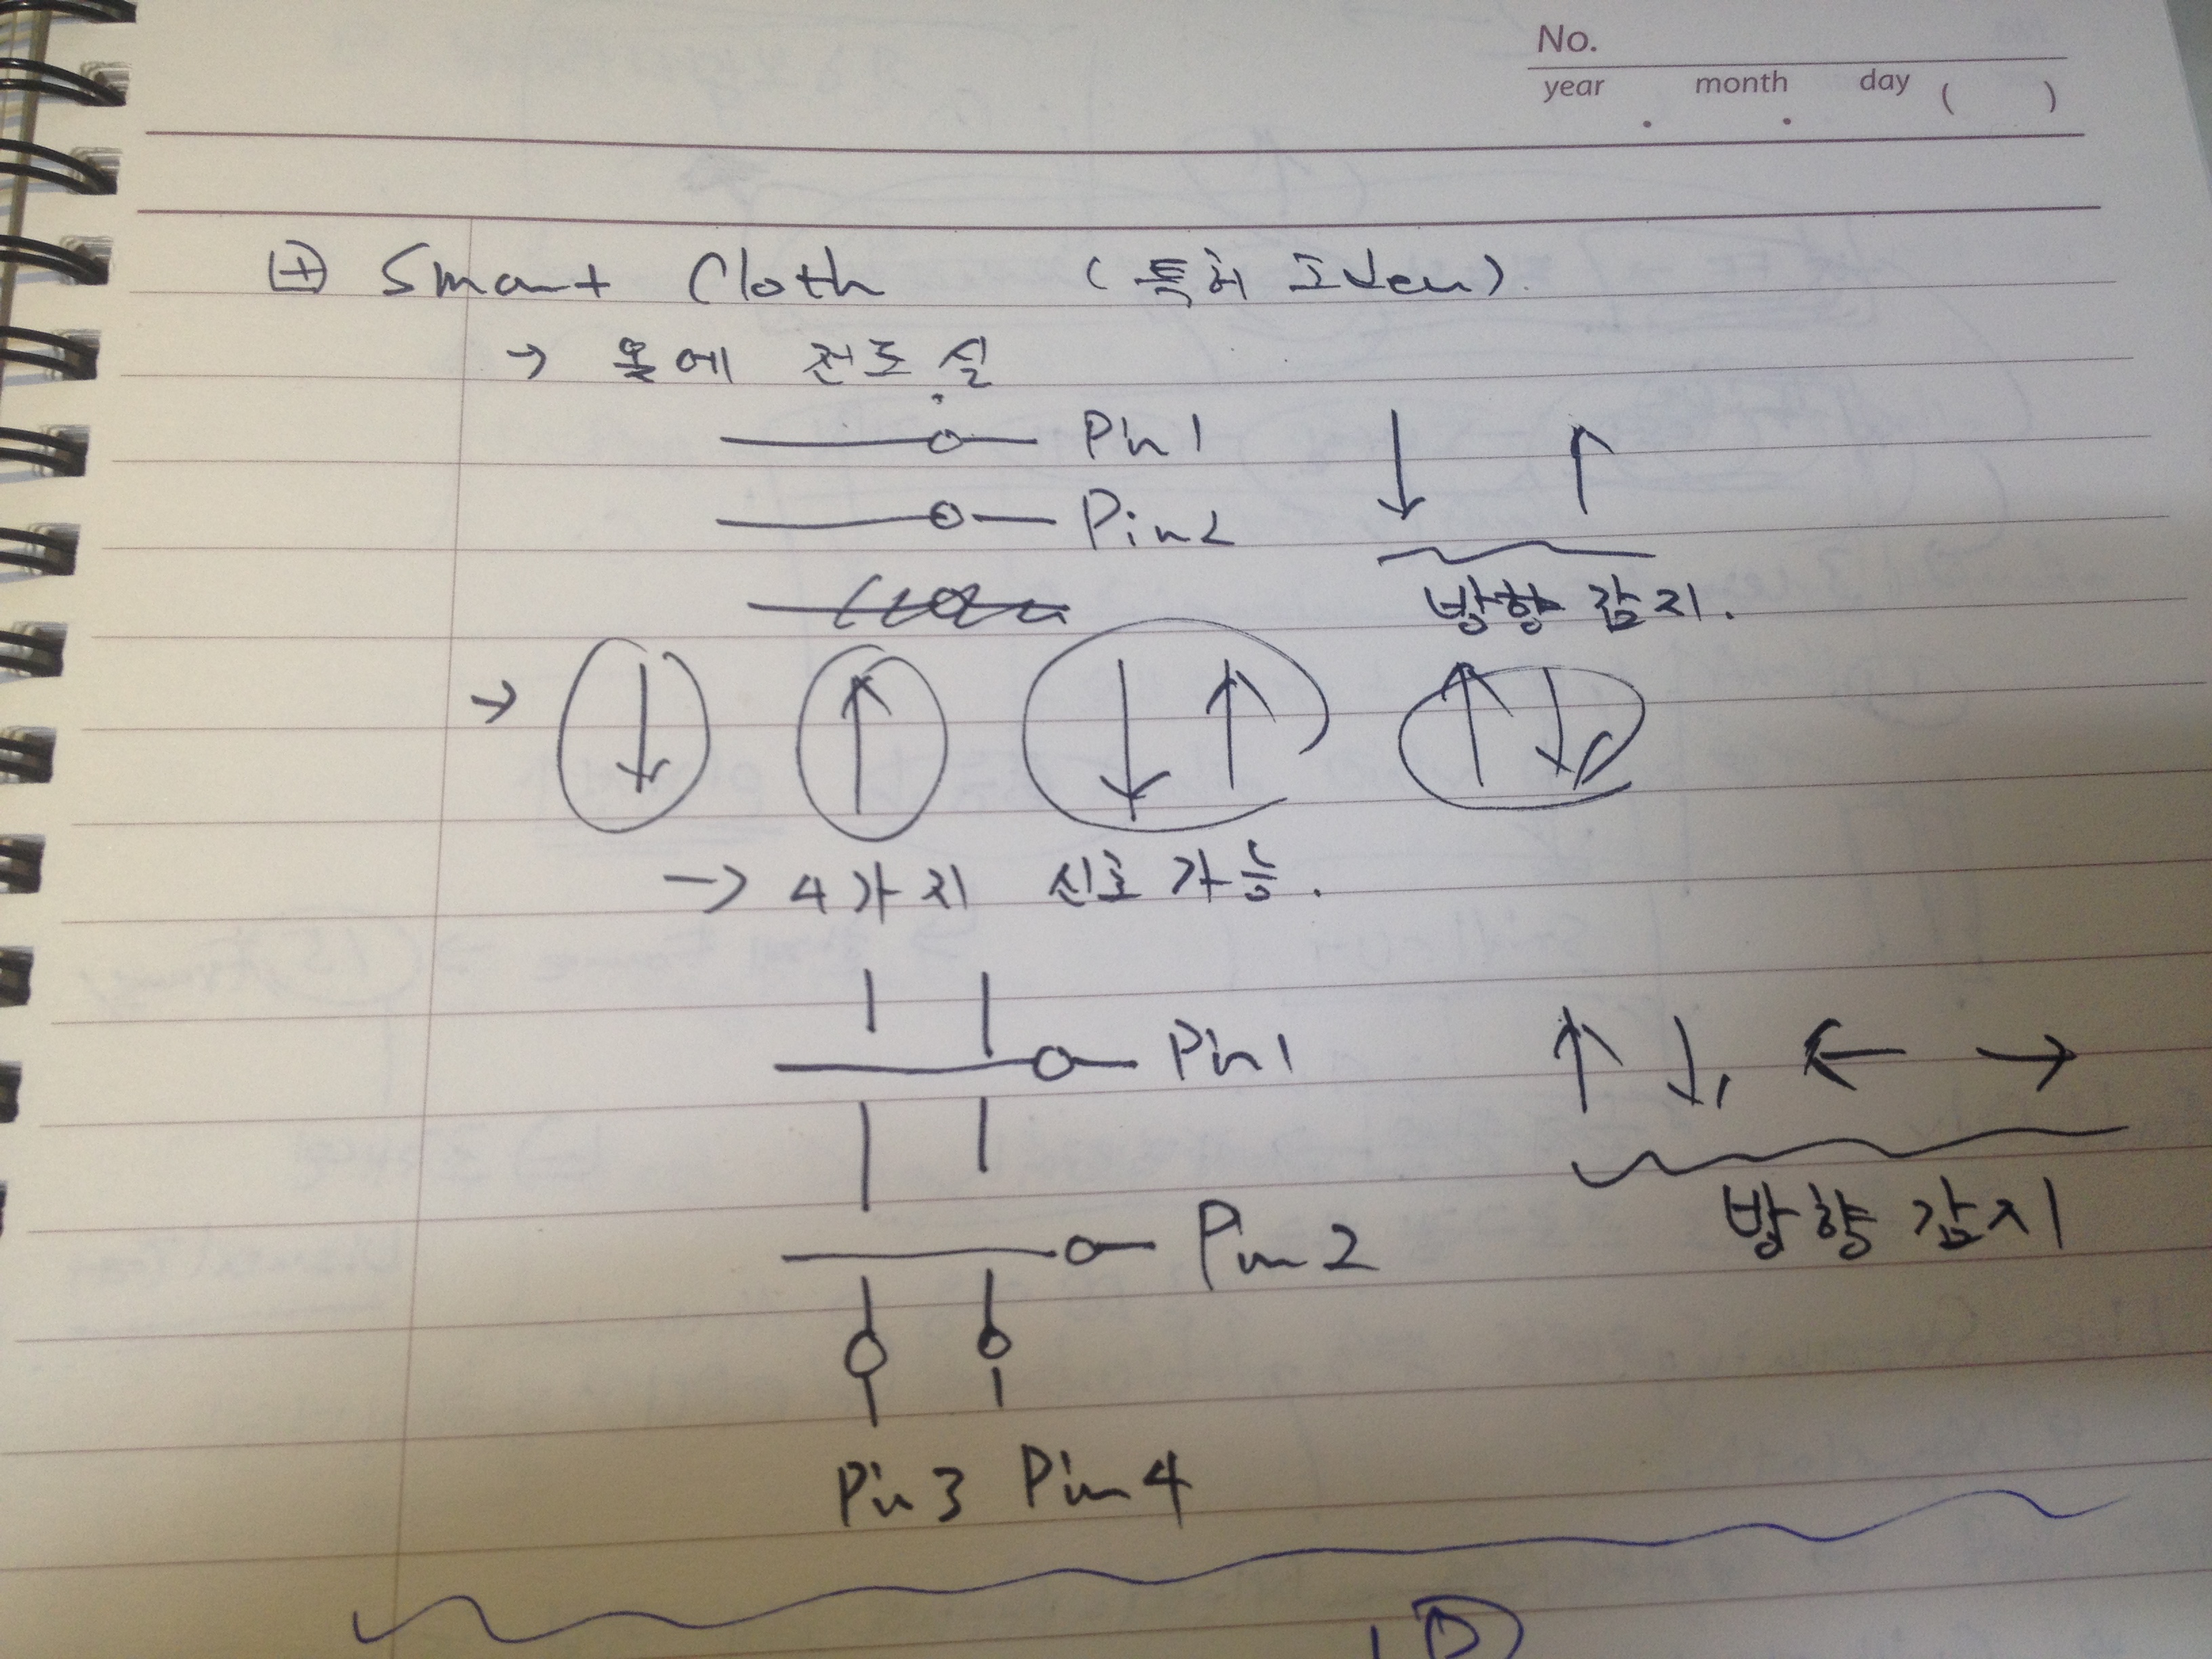 No.
year month day ( )
Smart Cloth (특허 Idea)
→ 옷에 전도실
Pin1
Pin2
↓ ↑
방향 감지.
→ ↓ ↑ ↓ ↑ ↑ ↓
→ 4가지 신호 가능.
Pin1
Pin2
↑ ↓ ← →
방향 감지
Pin3 Pin4